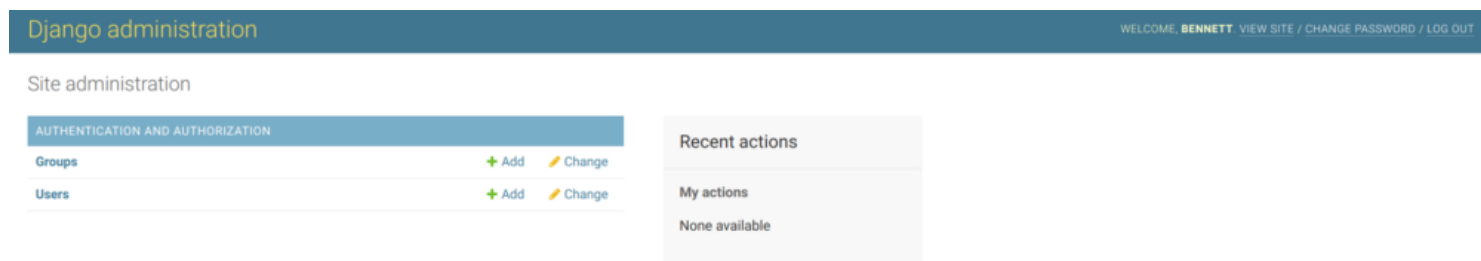 Django administration
WELCOME, BENNETT. VIEW SITE / CHANGE PASSWORD / LOG OUT
Site administration
AUTHENTICATION AND AUTHORIZATION
Groups + Add Change
Users + Add Change
Recent actions
My actions
None available